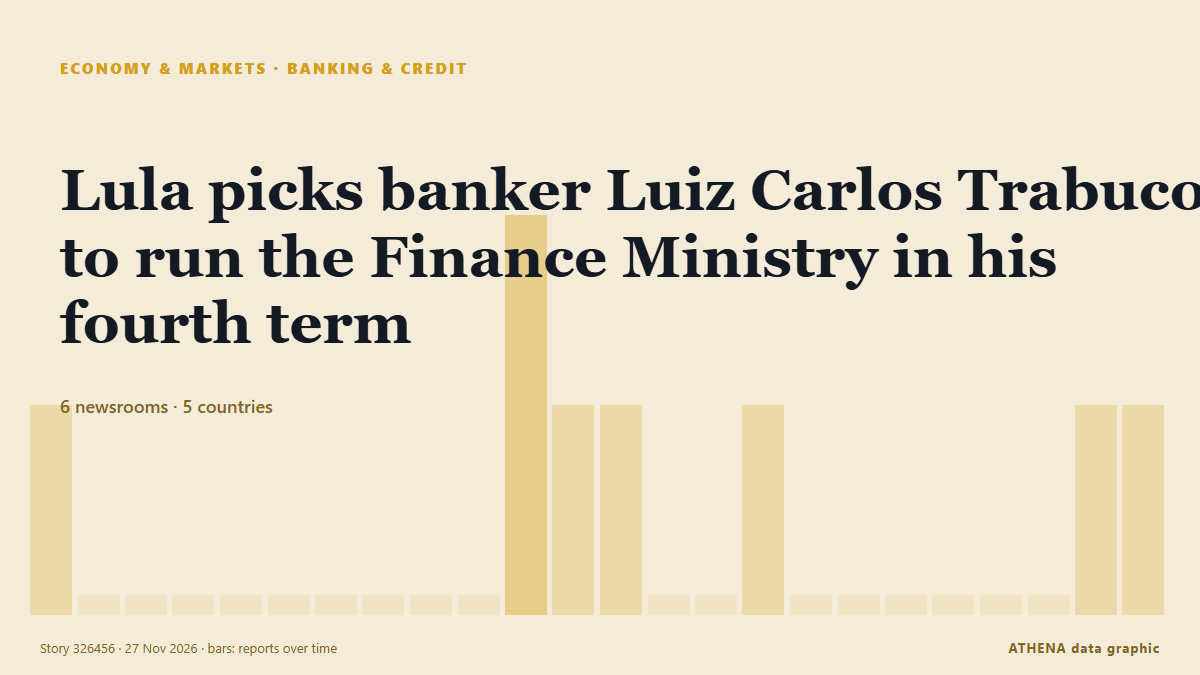 ECONOMY & MARKETS · BANKING & CREDIT
Lula picks banker Luiz Carlos Trabuco
to run the Finance Ministry in his
fourth term
6 newsrooms · 5 countries
Story 326456 · 27 Nov 2026 · bars: reports over time
ATHENA data graphic